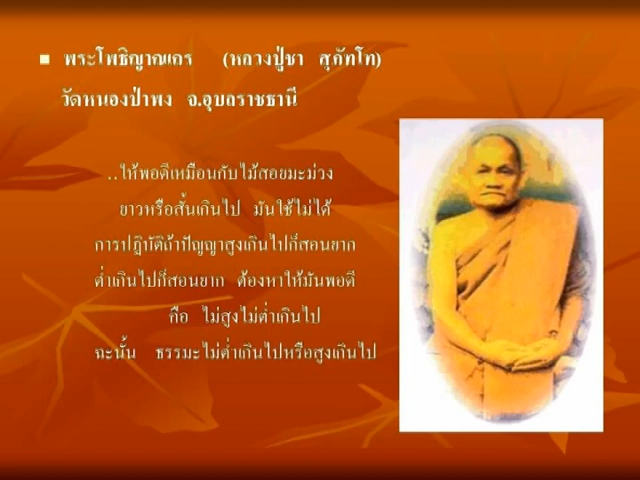 พระโพธิญาณเถร (หลวงปู่ชา สุภัทโท)
วัดหนองป่าพง จ.อุบลราชธานี
..ให้พอดีเหมือนกับไม้สอยมะม่วง
ยาวหรือสั้นเกินไป มันใช้ไม่ได้
การปฏิบัติถ้าปัญญาสูงเกินไปก็สอนยาก
ต่ำเกินไปก็สอนยาก ต้องหาให้มันพอดี
คือ ไม่สูงไม่ต่ำเกินไป
ฉะนั้น ธรรมะไม่ต่ำเกินไปหรือสูงเกินไป